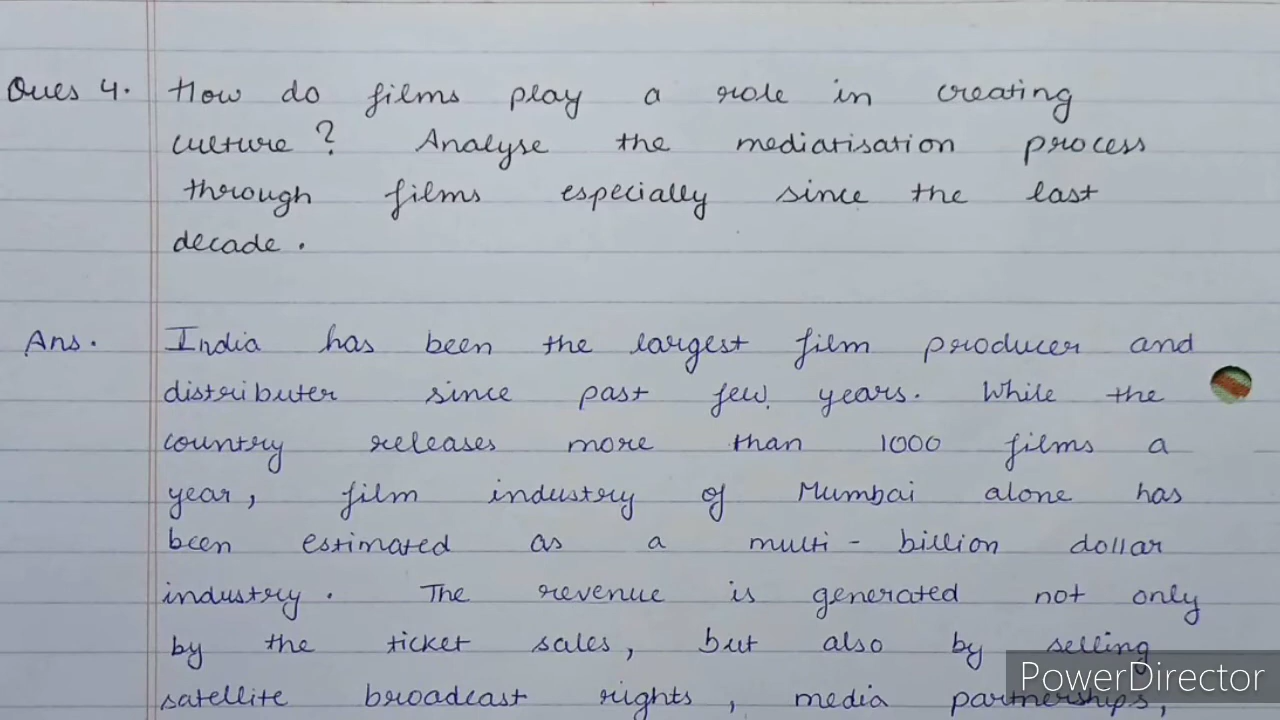 Ques 4. How do films play a role in creating
culture? Analyse the mediatisation process
through films especially since the last
decade.
Ans. India has been the largest film producer and
distributer since past few years. While the
country releases more than 1000 films a
year, film industry of Mumbai alone has
been estimated as a multi-billion dollar
industry. The revenue is generated not only
by the ticket sales, but also by selling
satellite broadcast rights, media partnerships,
PowerDirector